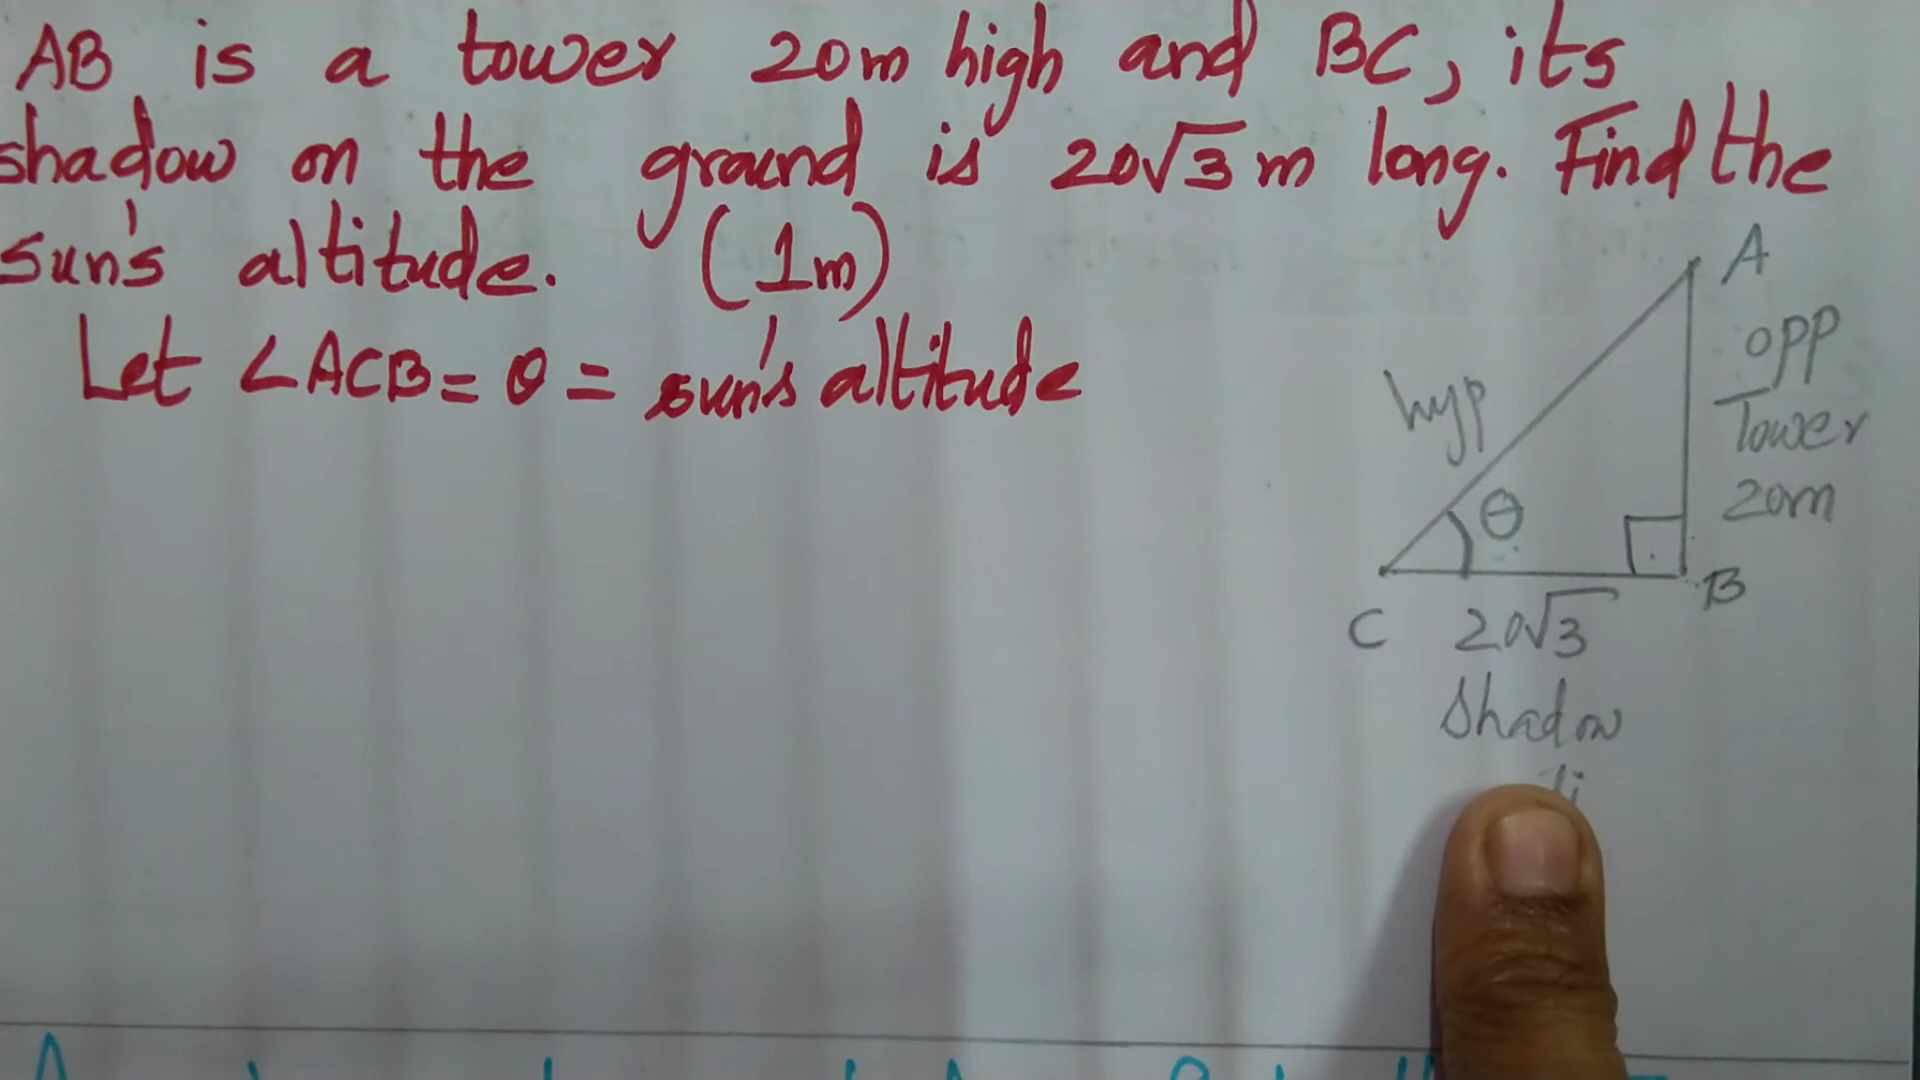 AB is a tower 20m high and BC, its
shadow on the ground is 20√3 m long. Find the
sun's altitude. (1m)
Let ∠ACB = θ = sun's altitude
A
opp
Tower
20m
hyp
θ
C
B
20√3
Shadow